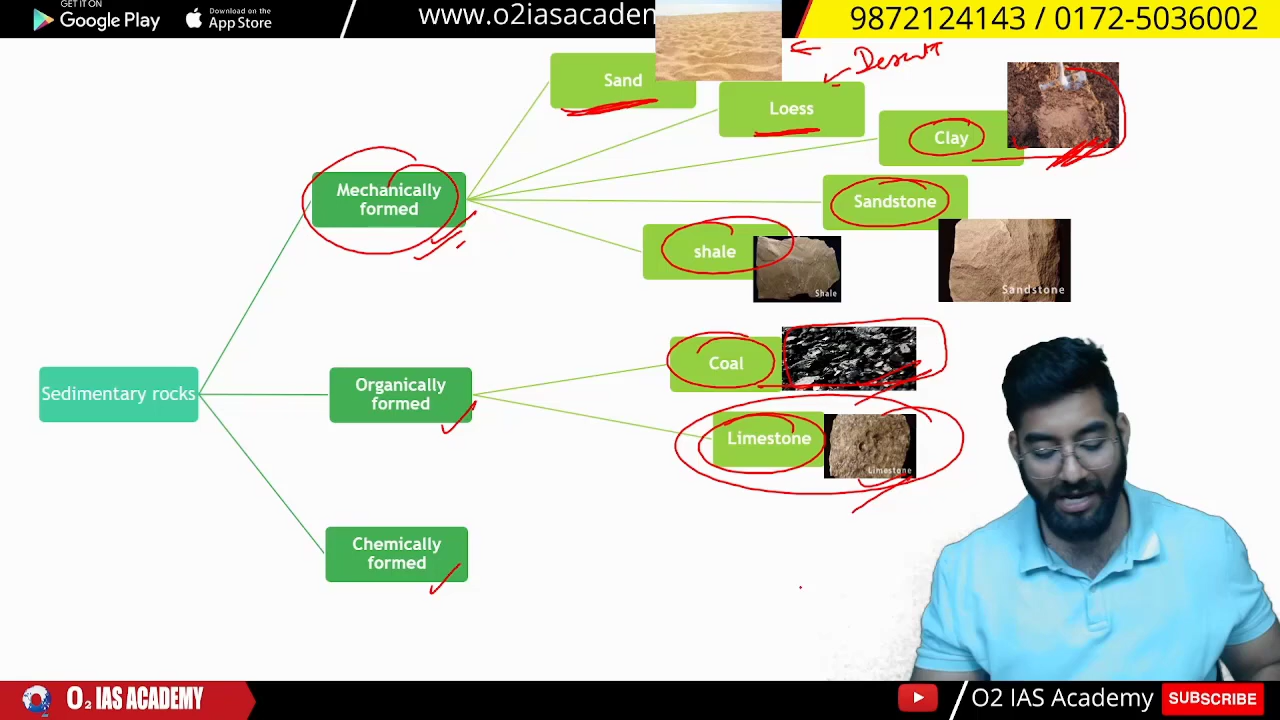 GET IT ON
Google Play
Download on the
App Store
www.o2iasacadem
9872124143 / 0172-5036002
Desert
Sand
Loess
Clay
Mechanically
formed
Sandstone
shale
Shale
Sandstone
Coal
Sedimentary rocks
Organically
formed
Limestone
Limestone
Chemically
formed
O2 IAS ACADEMY
O2 IAS Academy
SUBSCRIBE